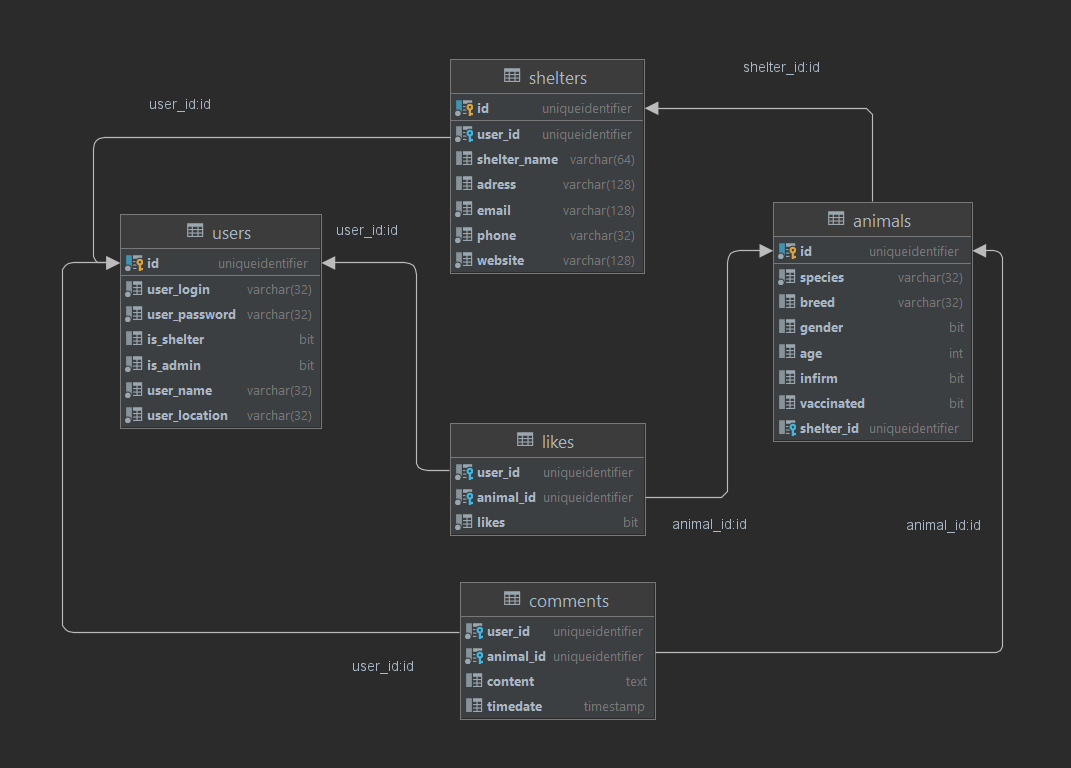 shelter_id:id
shelters
user_id:id
id uniqueidentifier
user_id uniqueidentifier
shelter_name varchar(64)
adress varchar(128)
email varchar(128)
phone varchar(32)
website varchar(128)
users
user_id:id
id uniqueidentifier
user_login varchar(32)
user_password varchar(32)
is_shelter bit
is_admin bit
user_name varchar(32)
user_location varchar(32)
animals
id uniqueidentifier
species varchar(32)
breed varchar(32)
gender bit
age int
infirm bit
vaccinated bit
shelter_id uniqueidentifier
likes
user_id uniqueidentifier
animal_id uniqueidentifier
likes bit
animal_id:id
animal_id:id
comments
user_id uniqueidentifier
animal_id uniqueidentifier
content text
timedate timestamp
user_id:id